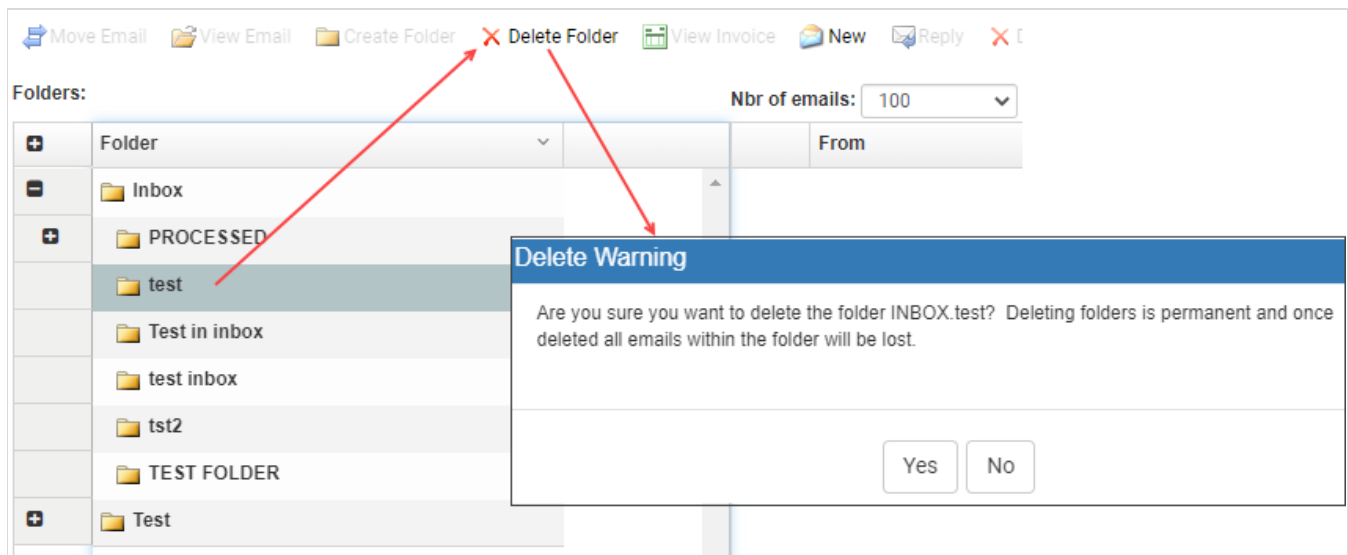 Move Email View Email Create Folder Delete Folder View Invoice New Reply
Folders:
Nbr of emails: 100
Folder From
Inbox
PROCESSED
test
Test in inbox
test inbox
tst2
TEST FOLDER
Test
Delete Warning
Are you sure you want to delete the folder INBOX.test? Deleting folders is permanent and once
deleted all emails within the folder will be lost.
Yes No